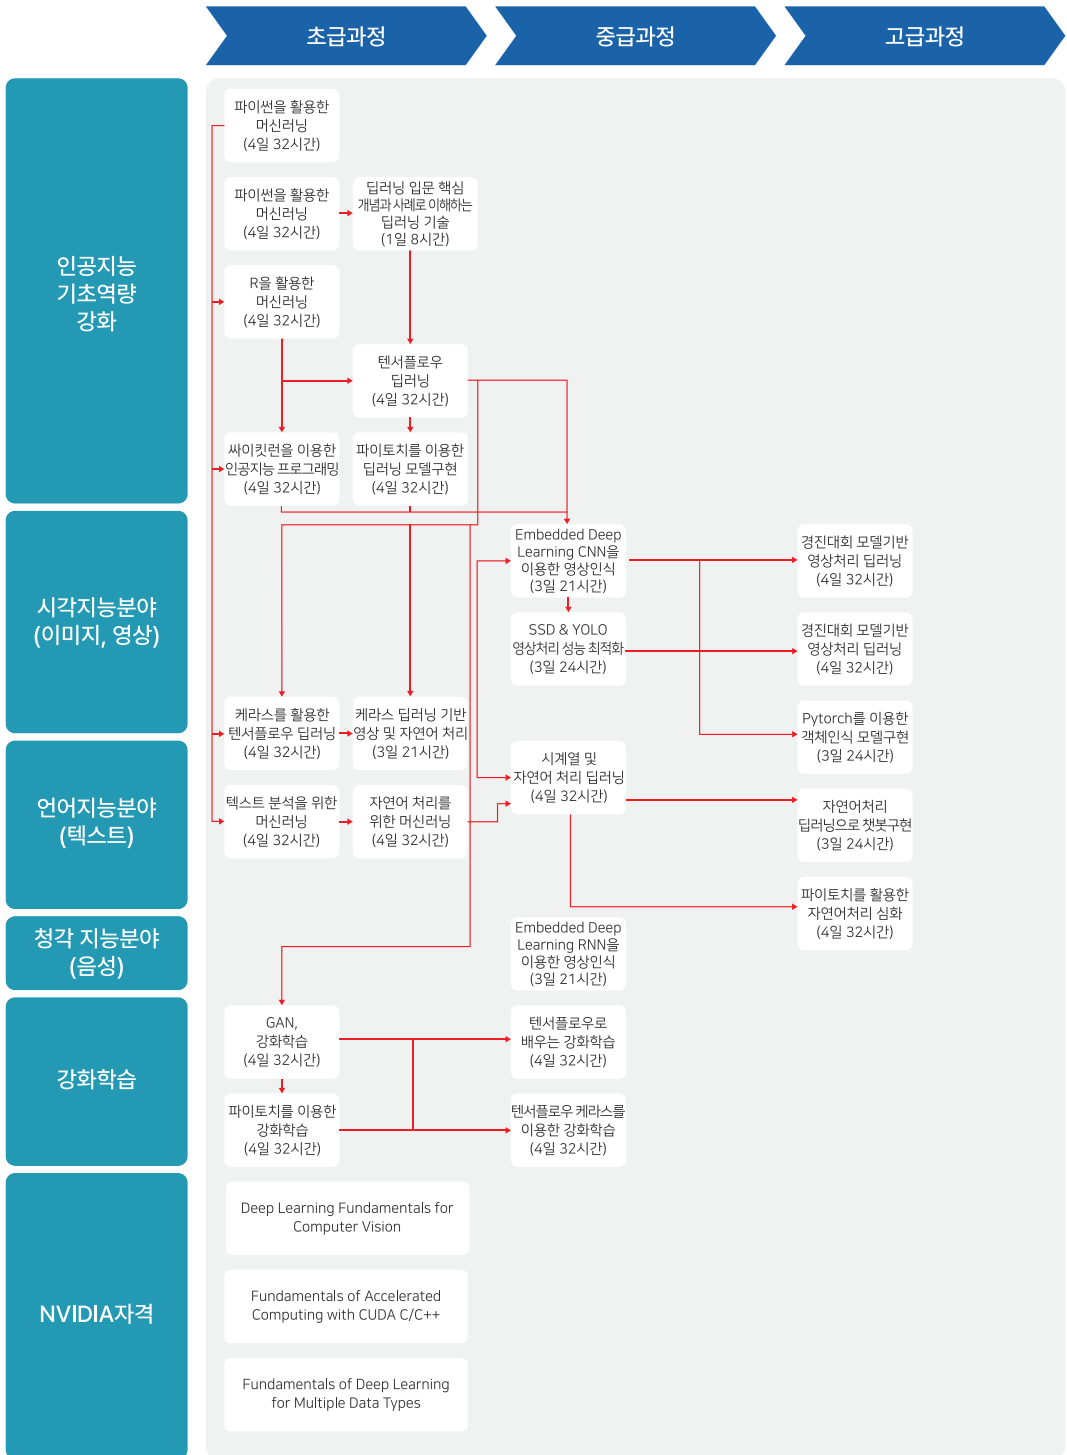 초급과정
중급과정
고급과정
인공지능
기초역량
강화
파이썬을 활용한
머신러닝
(4일 32시간)
파이썬을 활용한
머신러닝
(4일 32시간)
딥러닝 입문 핵심
개념과 사례로 이해하는
딥러닝 기술
(1일 8시간)
R을 활용한
머신러닝
(4일 32시간)
텐서플로우
딥러닝
(4일 32시간)
싸이킷런을 이용한
인공지능 프로그래밍
(4일 32시간)
파이토치를 이용한
딥러닝 모델구현
(4일 32시간)
시각지능분야
(이미지, 영상)
Embedded Deep
Learning CNN을
이용한 영상인식
(3일 21시간)
경진대회 모델기반
영상처리 딥러닝
(4일 32시간)
SSD & YOLO
영상처리 성능 최적화
(3일 24시간)
경진대회 모델기반
영상처리 딥러닝
(4일 32시간)
케라스를 활용한
텐서플로우 딥러닝
(4일 32시간)
케라스 딥러닝 기반
영상 및 자연어 처리
(3일 21시간)
Pytorch를 이용한
객체인식 모델구현
(3일 24시간)
언어지능분야
(텍스트)
시계열 및
자연어 처리 딥러닝
(4일 32시간)
텍스트 분석을 위한
머신러닝
(4일 32시간)
자연어 처리를
위한 머신러닝
(4일 32시간)
자연어처리
딥러닝으로 챗봇구현
(3일 24시간)
파이토치를 활용한
자연어처리 심화
(4일 32시간)
청각 지능분야
(음성)
Embedded Deep
Learning RNN을
이용한 영상인식
(3일 21시간)
강화학습
GAN,
강화학습
(4일 32시간)
텐서플로우로
배우는 강화학습
(4일 32시간)
파이토치를 이용한
강화학습
(4일 32시간)
텐서플로우 케라스를
이용한 강화학습
(4일 32시간)
NVIDIA자격
Deep Learning Fundamentals for
Computer Vision
Fundamentals of Accelerated
Computing with CUDA C/C++
Fundamentals of Deep Learning
for Multiple Data Types